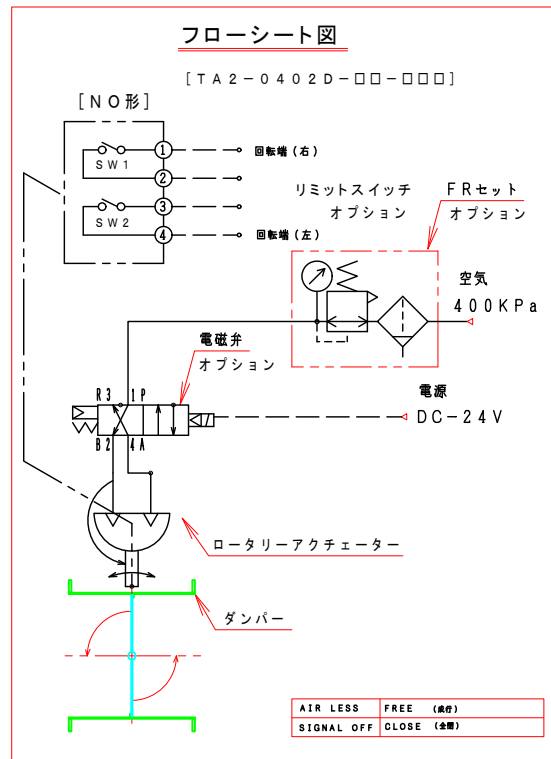 フローシート図
[TA2-0402D-□□-□□□]
[NO形]
1
SW1
回転端(右)
2
3
SW2
4
回転端(左)
リミットスイッチ
オプション
FRセット
オプション
空気
400KPa
電磁弁
オプション
R3 1P
B2 4A
電源
DC-24V
ロータリーアクチェーター
ダンパー
AIR LESS FREE (成行)
SIGNAL OFF CLOSE (全閉)